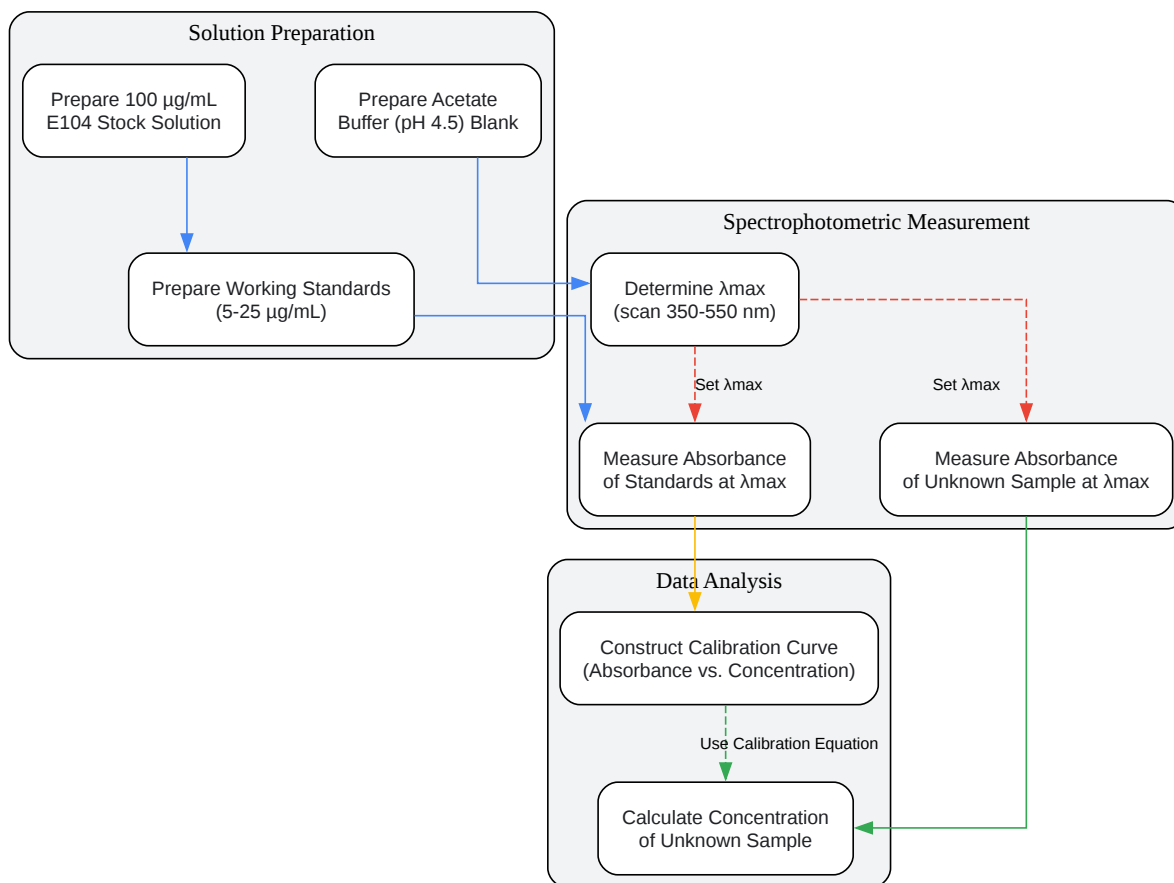 Solution Preparation
Prepare 100 µg/mL
E104 Stock Solution
Prepare Acetate
Buffer (pH 4.5) Blank
Prepare Working Standards
(5-25 µg/mL)
Spectrophotometric Measurement
Determine λmax
(scan 350-550 nm)
Set λmax
Set λmax
Measure Absorbance
of Standards at λmax
Measure Absorbance
of Unknown Sample at λmax
Data Analysis
Construct Calibration Curve
(Absorbance vs. Concentration)
Use Calibration Equation
Calculate Concentration
of Unknown Sample